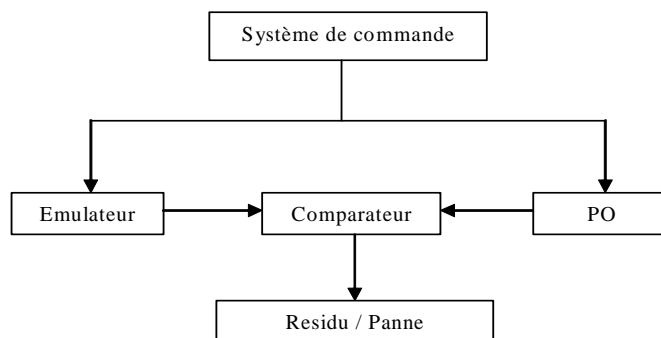 Système de commande
Emulateur
Comparateur
PO
Residu / Panne